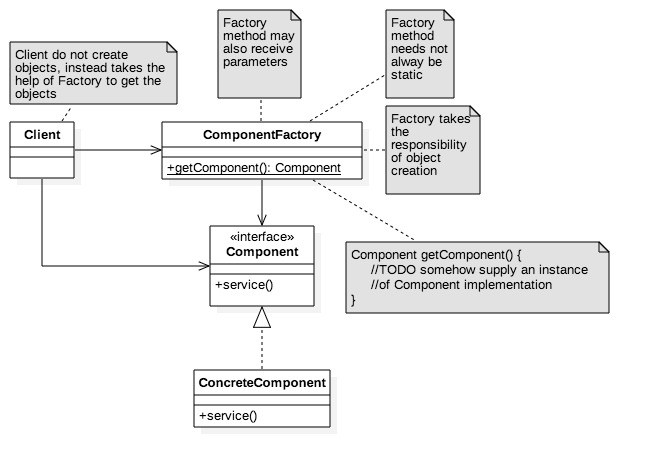 Factory
method may
also receive
parameters
Factory
method
needs not
alway be
static
Client do not create
objects, instead takes the
help of Factory to get the
objects
Factory takes
the
responsibility
of object
creation
Client
ComponentFactory
+getComponent(): Component
«interface»
Component
+service()
Component getComponent() {
//TODO somehow supply an instance
//of Component implementation
}
ConcreteComponent
+service()